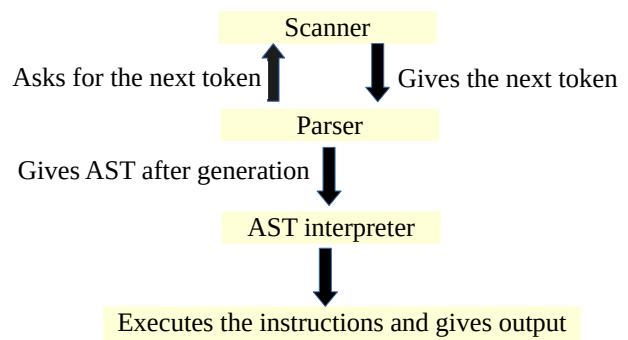 Scanner
Asks for the next token
Gives the next token
Parser
Gives AST after generation
AST interpreter
Executes the instructions and gives output